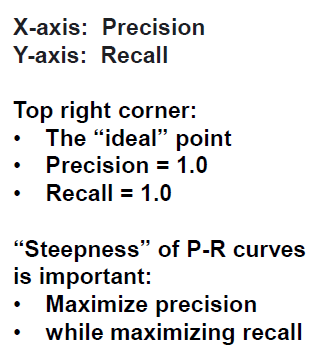 X-axis:  Precision
Y-axis:  Recall
Top right corner:
• The “ideal” point
• Precision = 1.0
• Recall = 1.0
“Steepness” of P-R curves
is important:
• Maximize precision
• while maximizing recall